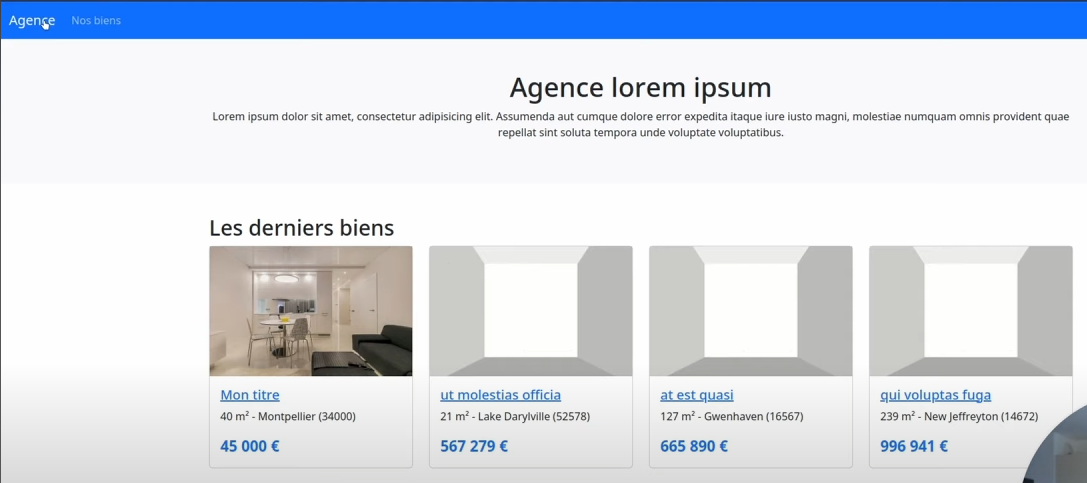 Agence Nos biens
Agence lorem ipsum
Lorem ipsum dolor sit amet, consectetur adipisicing elit. Assumenda aut cumque dolore error expedita itaque iure iusto magni, molestiae numquam omnis provident quae
repellat sint soluta tempora unde voluptate voluptatibus.
Les derniers biens
Mon titre
40 m² - Montpellier (34000)
45 000 €
ut molestias officia
21 m² - Lake Darylville (52578)
567 279 €
at est quasi
127 m² - Gwenhaven (16567)
665 890 €
qui voluptas fuga
239 m² - New Jeffreyton (14672)
996 941 €